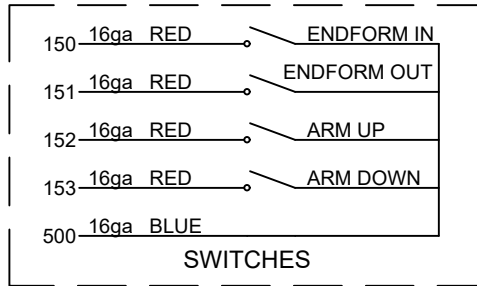 150 16ga RED ENDFORM IN
151 16ga RED ENDFORM OUT
152 16ga RED ARM UP
153 16ga RED ARM DOWN
500 16ga BLUE
SWITCHES